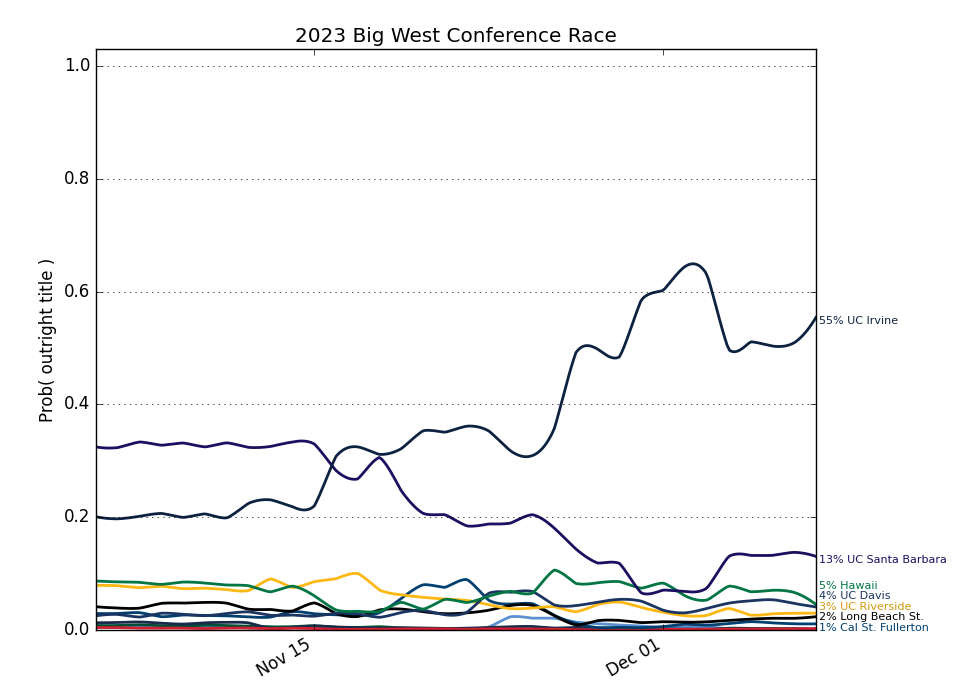 2023 Big West Conference Race
Prob( outright title )
1.0
0.8
0.6
0.4
0.2
0.0
Nov 15
Dec 01
55% UC Irvine
13% UC Santa Barbara
5% Hawaii
4% UC Davis
3% UC Riverside
2% Long Beach St.
1% Cal St. Fullerton